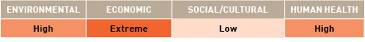 ENVIRONMENTAL ECONOMIC SOCIAL/CULTURAL HUMAN HEALTH
High Extreme Low High